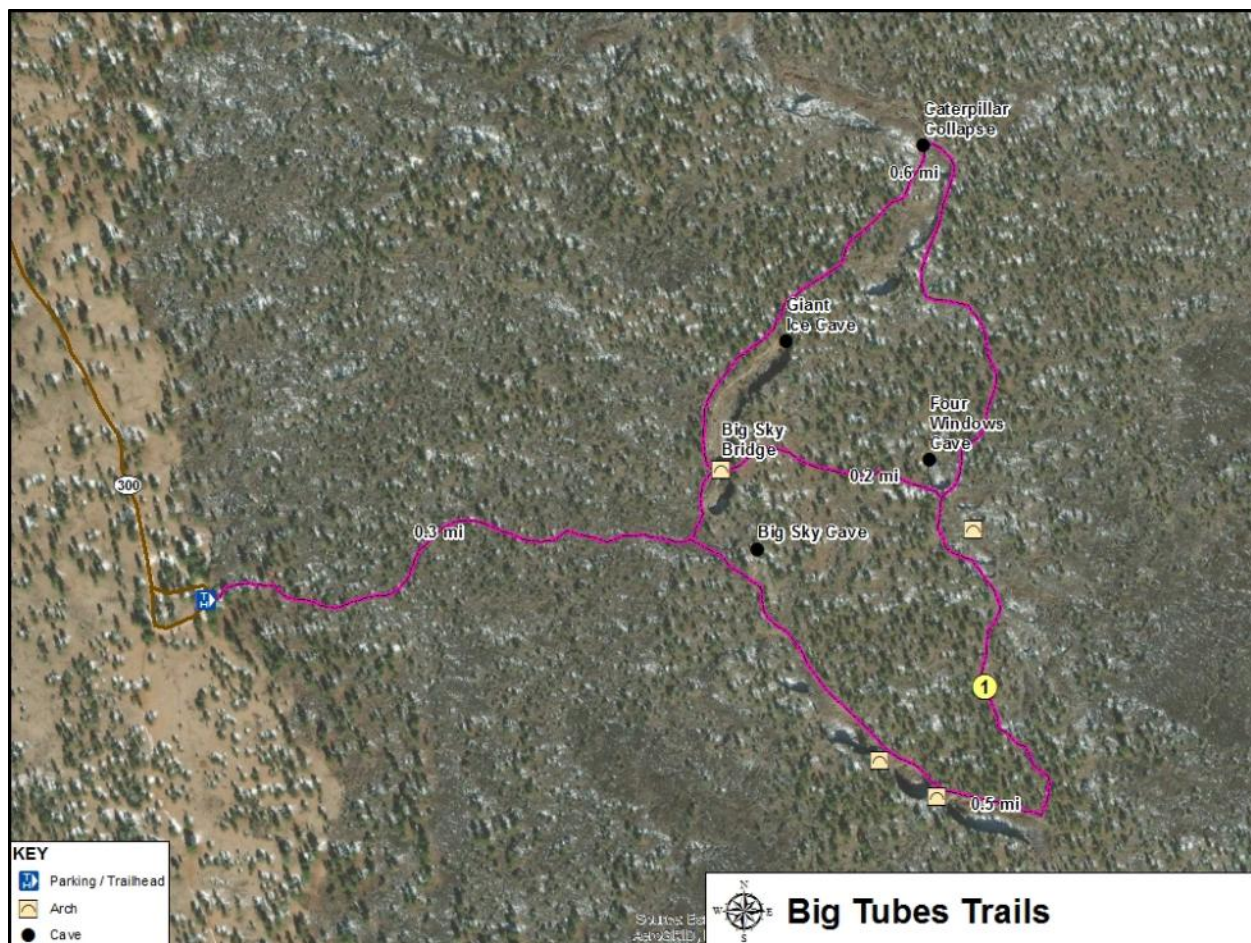 Caterpillar
Collapse
0.6 mi
Giant
Ice Cave
Four
Windows
Cave
Big Sky
Bridge
0.2 mi
300
0.3 mi
Big Sky Cave
1
0.5 mi
KEY
TH
Parking / Trailhead
Arch
Cave
N
W
E
S
Big Tubes Trails